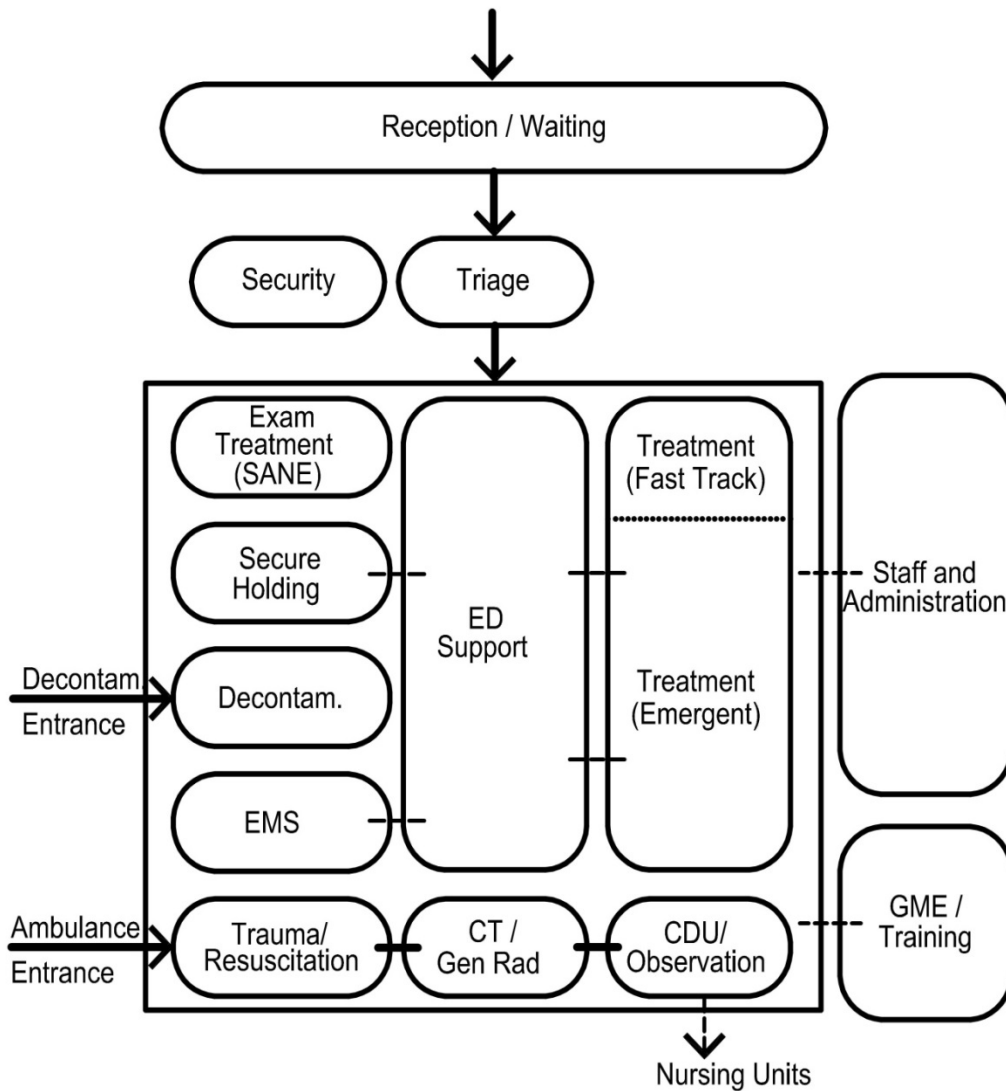 Reception / Waiting
Security
Triage
Exam
Treatment
(SANE)
Treatment
(Fast Track)
Secure
Holding
ED
Support
Staff and
Administration
Decontam.
Entrance
Decontam.
Treatment
(Emergent)
EMS
Ambulance
Entrance
Trauma/
Resuscitation
CT /
Gen Rad
CDU/
Observation
GME /
Training
Nursing Units